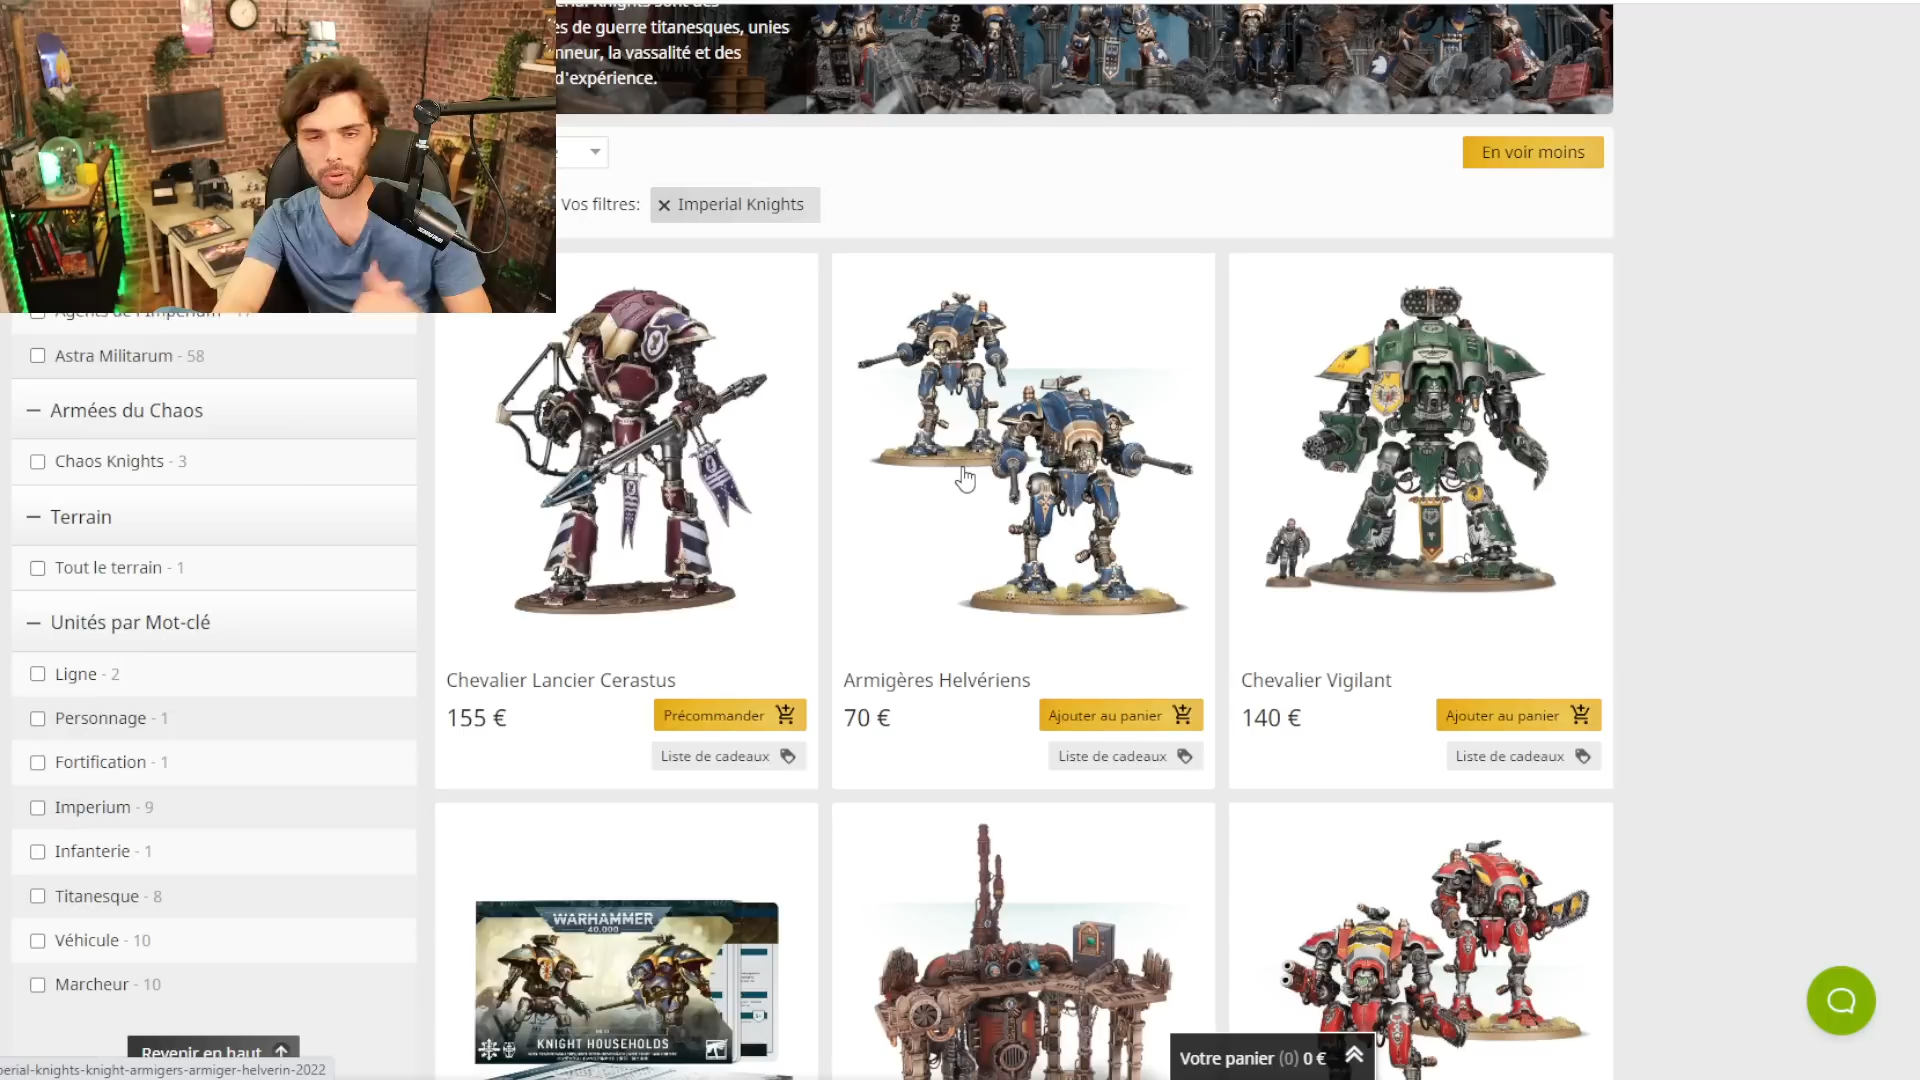 es de guerre titanesques, unies
nneur, la vassalité et des
d'expérience.
En voir moins
Vos filtres:
Imperial Knights
Astra Militarum - 58
Armées du Chaos
Chaos Knights - 3
Terrain
Tout le terrain - 1
Unités par Mot-clé
Ligne - 2
Personnage - 1
Fortification - 1
Imperium - 9
Infanterie - 1
Titanesque - 8
Véhicule - 10
Marcheur - 10
Revenir en haut
perial-knights-knight-armigers-armiger-helverin-2022
Chevalier Lancier Cerastus
155 €
Précommander
Liste de cadeaux
Armigères Helvériens
70 €
Ajouter au panier
Liste de cadeaux
Chevalier Vigilant
140 €
Ajouter au panier
Liste de cadeaux
WARHAMMER
40,000
KNIGHT HOUSEHOLDS
Votre panier (0) 0 €
SHURE